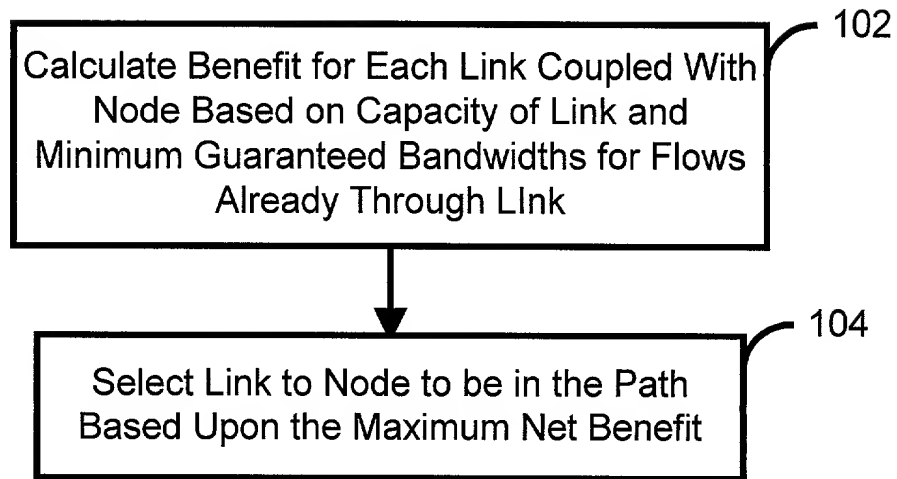 102
Calculate Benefit for Each Link Coupled With
Node Based on Capacity of Link and
Minimum Guaranteed Bandwidths for Flows
Already Through LInk
104
Select Link to Node to be in the Path
Based Upon the Maximum Net Benefit